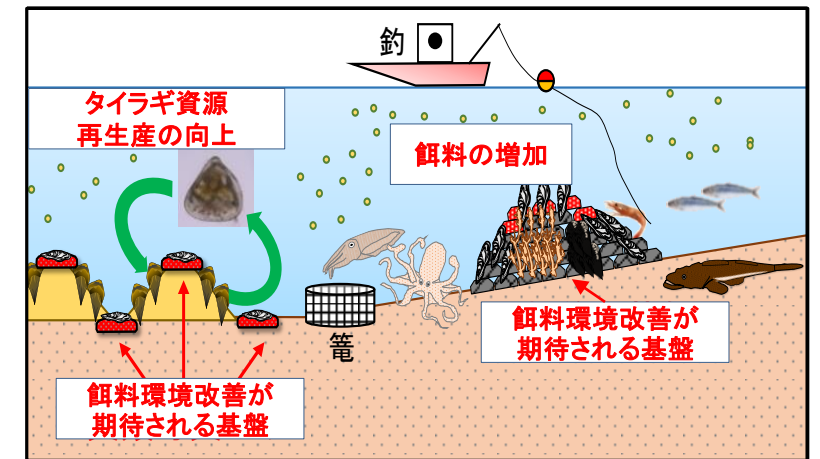 釣
タイラギ資源
再生産の向上
餌料の増加
餌料環境改善が
期待される基盤
篭
餌料環境改善が
期待される基盤